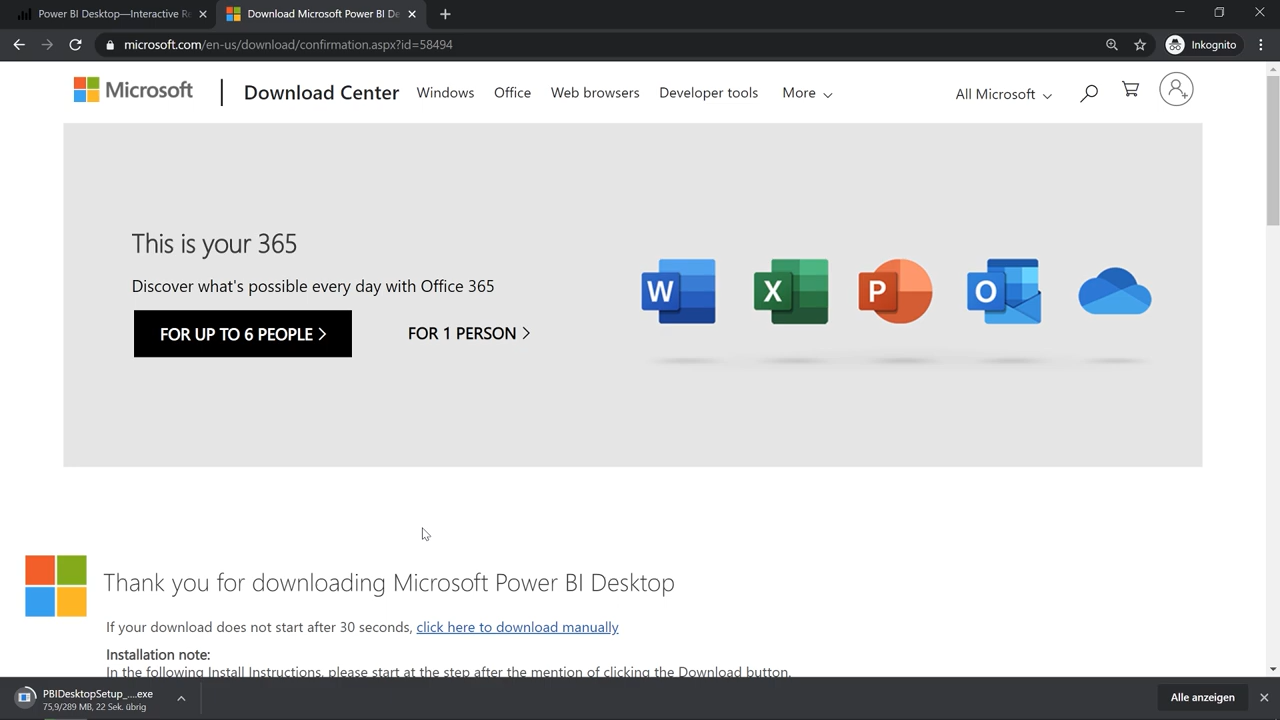 Power BI Desktop—Interactive Re
Download Microsoft Power BI De
microsoft.com/en-us/download/confirmation.aspx?id=58494
Inkognito
Microsoft
Download Center
Windows
Office
Web browsers
Developer tools
More
All Microsoft
This is your 365
Discover what's possible every day with Office 365
FOR UP TO 6 PEOPLE >
FOR 1 PERSON >
W
X
P
O
Thank you for downloading Microsoft Power BI Desktop
If your download does not start after 30 seconds, click here to download manually
Installation note:
In the following Install Instructions, please start at the step after the mention of clicking the Download button.
PBIDesktopSetup_....exe
75,9/289 MB, 22 Sek. übrig
Alle anzeigen